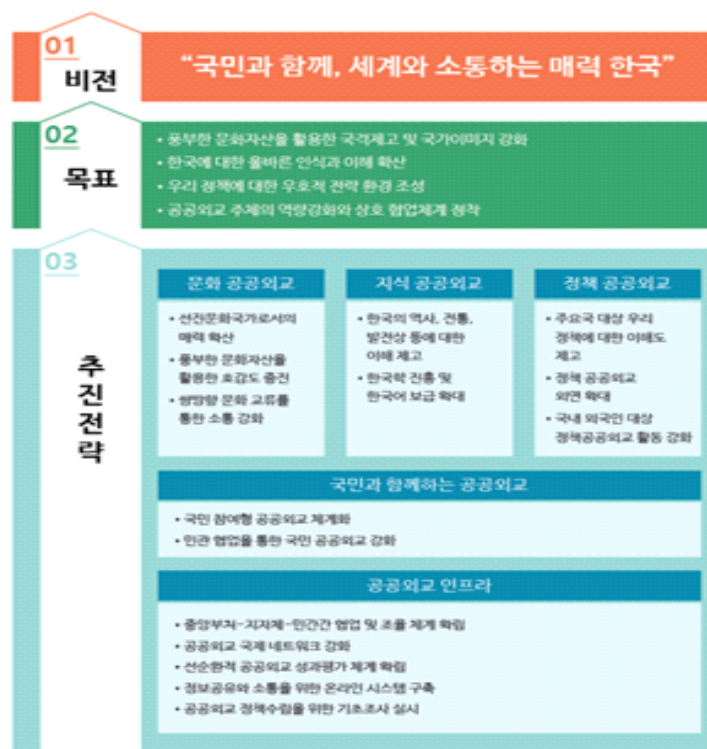 01
비전
“국민과 함께, 세계와 소통하는 매력 한국”
02
목표
• 풍부한 문화자산을 활용한 국격제고 및 국가이미지 강화
• 한국에 대한 올바른 인식과 이해 확산
• 우리 정책에 대한 우호적 전략 환경 조성
• 공공외교 주체의 역량강화와 상호 협업체계 정착
03
추
진
전
략
문화 공공외교
• 선진문화국가로서의
매력 확산
• 풍부한 문화자산을
활용한 호감도 증진
• 쌍방향 문화 교류를
통한 소통 강화
지식 공공외교
• 한국의 역사, 전통,
발전상 등에 대한
이해 제고
• 한국학 진흥 및
한국어 보급 확대
정책 공공외교
• 주요국 대상 우리
정책에 대한 이해도
제고
• 정책 공공외교
외연 확대
• 국내 외국인 대상
정책공공외교 활동 강화
국민과 함께하는 공공외교
• 국민 참여형 공공외교 체계화
• 민관 협업을 통한 국민 공공외교 강화
공공외교 인프라
• 중앙부처-지자체-민간간 협업 및 조율 체계 확립
• 공공외교 국제 네트워크 강화
• 선순환적 공공외교 성과평가 체계 확립
• 정보공유와 소통을 위한 온라인 시스템 구축
• 공공외교 정책수립을 위한 기초조사 실시